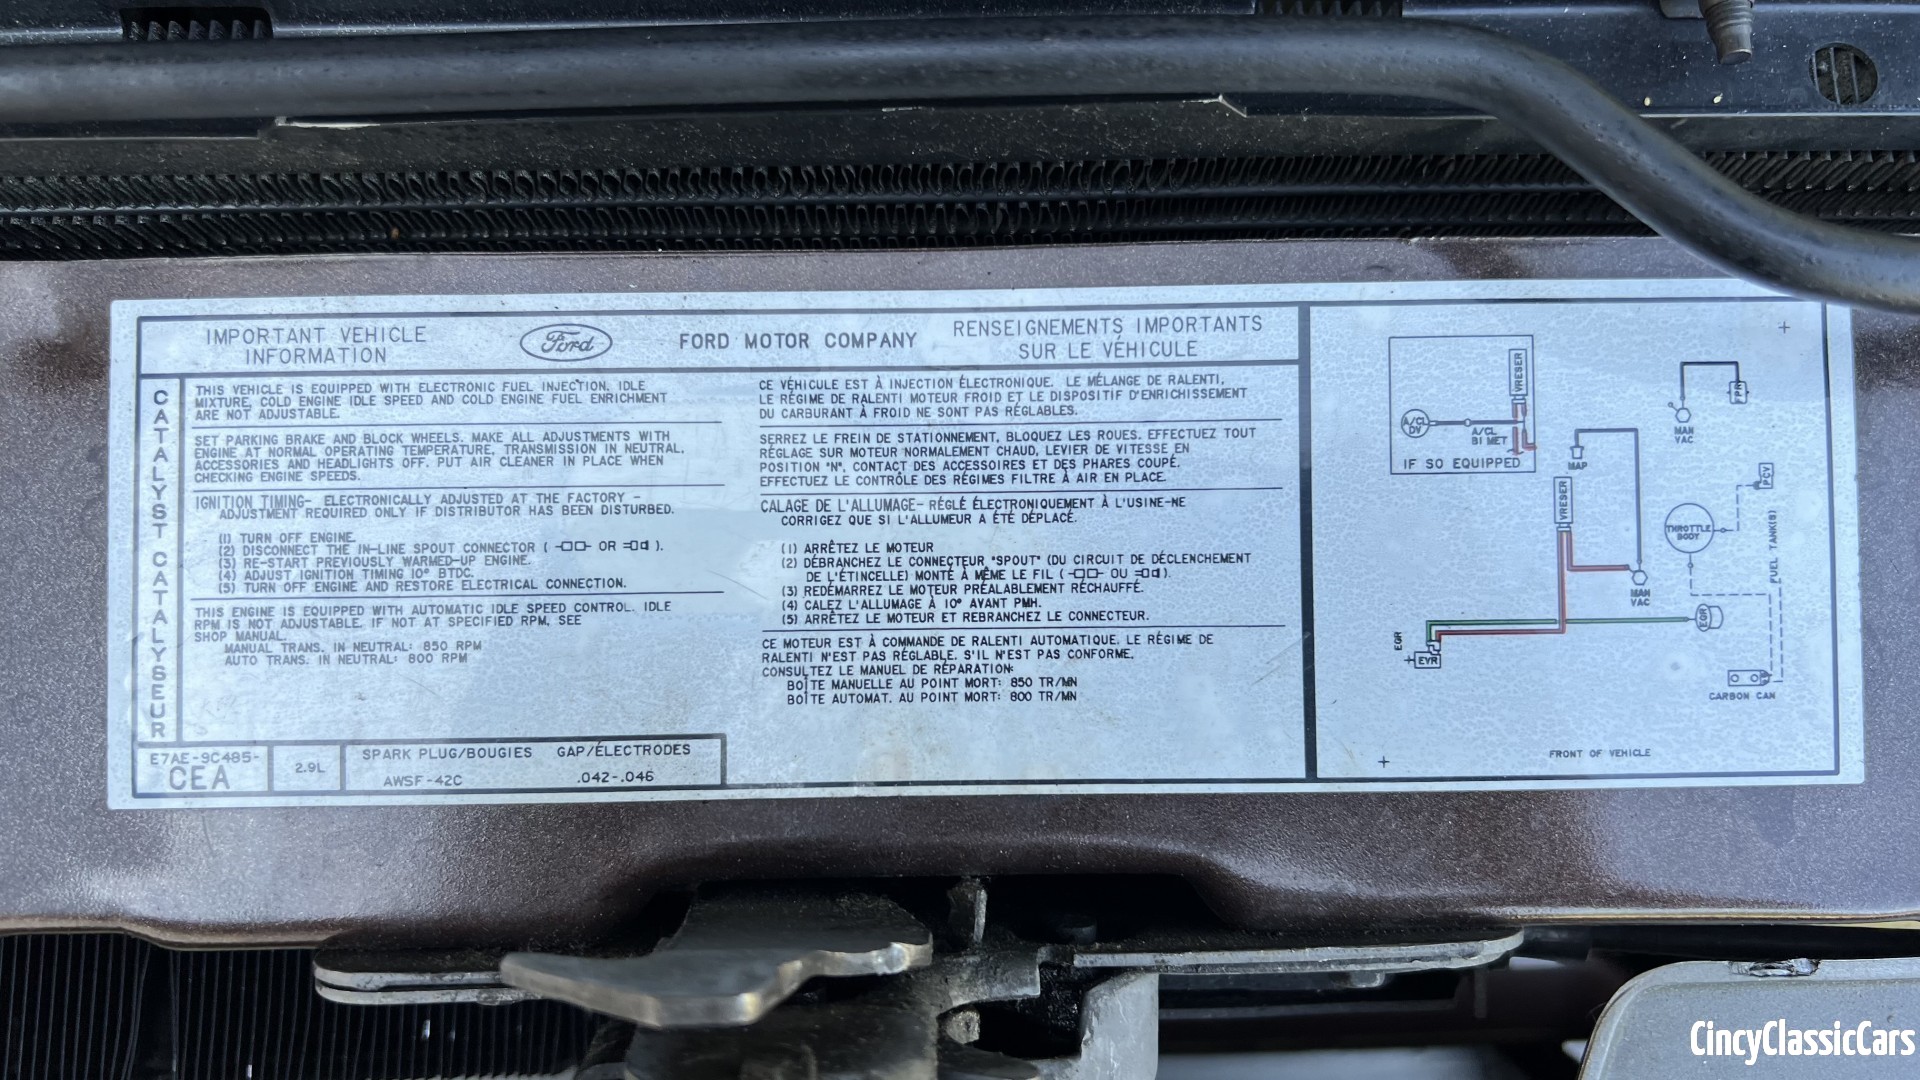 IMPORTANT VEHICLE
INFORMATION
Ford
FORD MOTOR COMPANY
RENSEIGNEMENTS IMPORTANTS
SUR LE VÉHICULE
CATALYST CATALYSEUR
THIS VEHICLE IS EQUIPPED WITH ELECTRONIC FUEL INJECTION. IDLE
MIXTURE, COLD ENGINE IDLE SPEED AND COLD ENGINE FUEL ENRICHMENT
ARE NOT ADJUSTABLE.
SET PARKING BRAKE AND BLOCK WHEELS. MAKE ALL ADJUSTMENTS WITH
ENGINE AT NORMAL OPERATING TEMPERATURE, TRANSMISSION IN NEUTRAL,
ACCESSORIES AND HEADLIGHTS OFF. PUT AIR CLEANER IN PLACE WHEN
CHECKING ENGINE SPEEDS.
IGNITION TIMING- ELECTRONICALLY ADJUSTED AT THE FACTORY -
ADJUSTMENT REQUIRED ONLY IF DISTRIBUTOR HAS BEEN DISTURBED.
(1) TURN OFF ENGINE.
(2) DISCONNECT THE IN-LINE SPOUT CONNECTOR ( OR ).
(3) RE-START PREVIOUSLY WARMED-UP ENGINE.
(4) ADJUST IGNITION TIMING 10° BTDC.
(5) TURN OFF ENGINE AND RESTORE ELECTRICAL CONNECTION.
THIS ENGINE IS EQUIPPED WITH AUTOMATIC IDLE SPEED CONTROL. IDLE
RPM IS NOT ADJUSTABLE. IF NOT AT SPECIFIED RPM, SEE
SHOP MANUAL.
MANUAL TRANS. IN NEUTRAL: 850 RPM
AUTO TRANS. IN NEUTRAL: 800 RPM
CE VÉHICULE EST À INJECTION ÉLECTRONIQUE. LE MÉLANGE DE RALENTI,
LE RÉGIME DE RALENTI MOTEUR FROID ET LE DISPOSITIF D'ENRICHISSEMENT
DU CARBURANT À FROID NE SONT PAS RÉGLABLES.
SERREZ LE FREIN DE STATIONNEMENT, BLOQUEZ LES ROUES. EFFECTUEZ TOUT
RÉGLAGE SUR MOTEUR NORMALEMENT CHAUD, LEVIER DE VITESSE EN
POSITION "N", CONTACT DES ACCESSOIRES ET DES PHARES COUPÉ.
EFFECTUEZ LE CONTRÔLE DES RÉGIMES FILTRE À AIR EN PLACE.
CALAGE DE L'ALLUMAGE- RÉGLÉ ÉLECTRONIQUEMENT À L'USINE-NE
CORRIGEZ QUE SI L'ALLUMEUR A ÉTÉ DÉPLACÉ.
(1) ARRÊTEZ LE MOTEUR
(2) DÉBRANCHEZ LE CONNECTEUR "SPOUT" (DU CIRCUIT DE DÉCLENCHEMENT
DE L'ÉTINCELLE) MONTÉ À MÊME LE FIL ( OU ).
(3) REDÉMARREZ LE MOTEUR PRÉALABLEMENT RÉCHAUFFÉ.
(4) CALEZ L'ALLUMAGE À 10° AVANT PMH.
(5) ARRÊTEZ LE MOTEUR ET REBRANCHEZ LE CONNECTEUR.
CE MOTEUR EST À COMMANDE DE RALENTI AUTOMATIQUE. LE RÉGIME DE
RALENTI N'EST PAS RÉGLABLE. S'IL N'EST PAS CONFORME,
CONSULTEZ LE MANUEL DE RÉPARATION:
BOÎTE MANUELLE AU POINT MORT: 850 TR/MN
BOÎTE AUTOMAT. AU POINT MORT: 800 TR/MN
E7AE-9C485-
CEA
2.9L
SPARK PLUG/BOUGIES GAP/ÉLECTRODES
AWSF-42C .042-.046
VRESER
A/CL
DV
A/CL
BI MET
IF SO EQUIPPED
FPR
MAN
VAC
MAP
VRESER
PCV
THROTTLE
BODY
FUEL TANK(S)
MAN
VAC
EGR
EGR
EVR
CARBON CAN
FRONT OF VEHICLE
CincyClassicCars